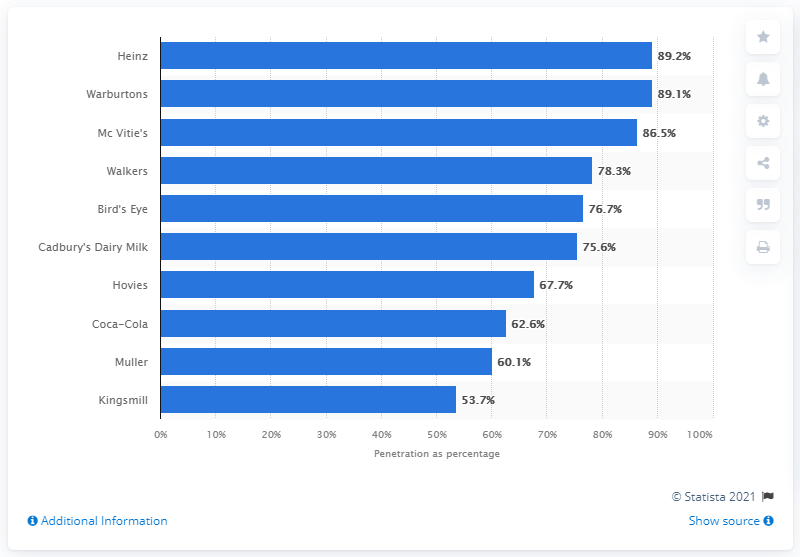 Heinz 89.2%
Warburtons 89.1%
Mc Vitie's 86.5%
Walkers 78.3%
Bird's Eye 76.7%
Cadbury's Dairy Milk 75.6%
Hovies 67.7%
Coca-Cola 62.6%
Muller 60.1%
Kingsmill 53.7%
0% 10% 20% 30% 40% 50% 60% 70% 80% 90% 100%
Penetration as percentage
© Statista 2021
Additional Information Show source